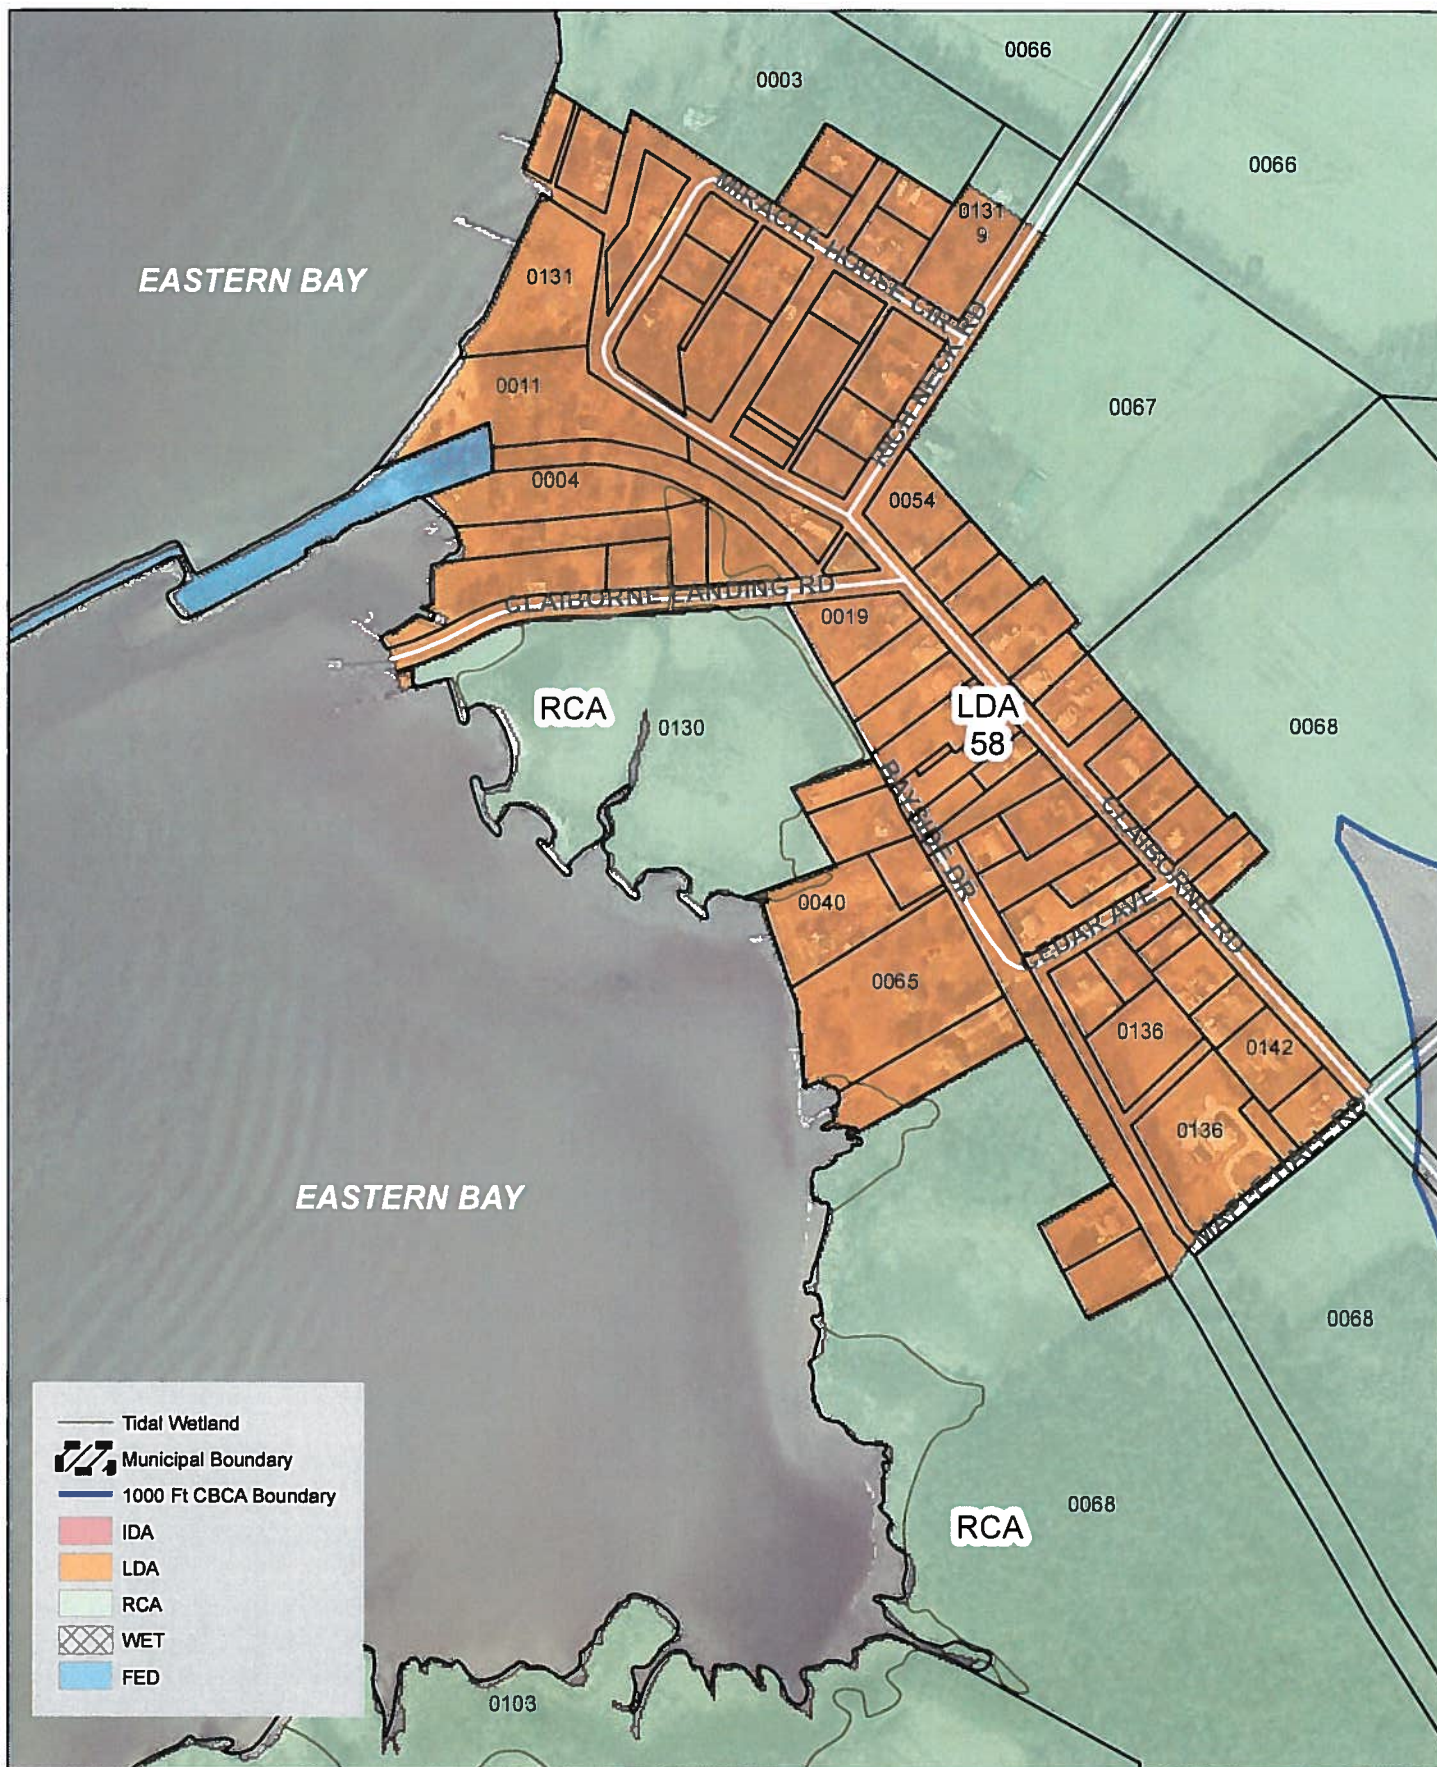 0066
0003
0066
0131
9
MIRACLE HOUSE CIR
EASTERN BAY
0131
RICH NECK RD
0011
0067
0004
0054
CLAIBORNE LANDING RD
0019
RCA
LDA
58
0130
0068
BAYSIDE DR
CLAIBORNE RD
0040
CEDAR AVE
0065
0136
0142
0136
EASTERN BAY
0068
Tidal Wetland
Municipal Boundary
1000 Ft CBCA Boundary
IDA
LDA
RCA
WET
FED
0068
RCA
0103